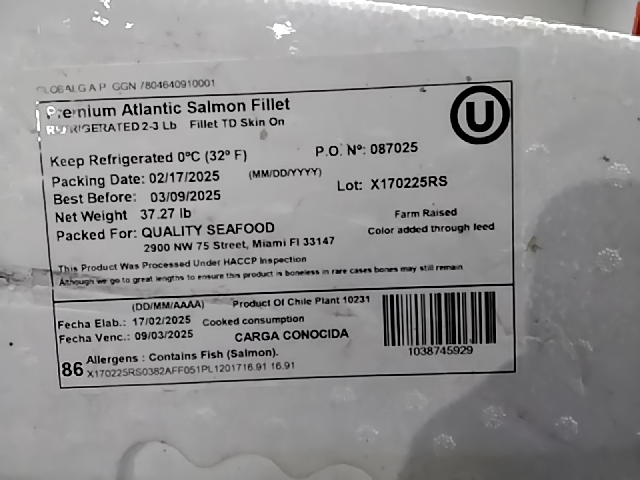 GLOBALG.A.P. GGN 7804640910001
Premium Atlantic Salmon Fillet
REFRIGERATED 2-3 Lb Fillet TD Skin On
U
Keep Refrigerated 0°C (32° F) P.O. Nº: 087025
Packing Date: 02/17/2025 (MM/DD/YYYY)
Best Before: 03/09/2025 Lot: X170225RS
Net Weight 37.27 lb Farm Raised
Packed For: QUALITY SEAFOOD Color added through feed
2900 NW 75 Street, Miami Fl 33147
This Product Was Processed Under HACCP Inspection
Although we go to great lengths to ensure this product is boneless in rare cases bones may still remain
(DD/MM/AAAA) Product Of Chile Plant 10231
Fecha Elab.: 17/02/2025 Cooked consumption
Fecha Venc.: 09/03/2025 CARGA CONOCIDA
86 Allergens : Contains Fish (Salmon).
X170225RS0382AFF051PL1201716.91 16.91
1038745929